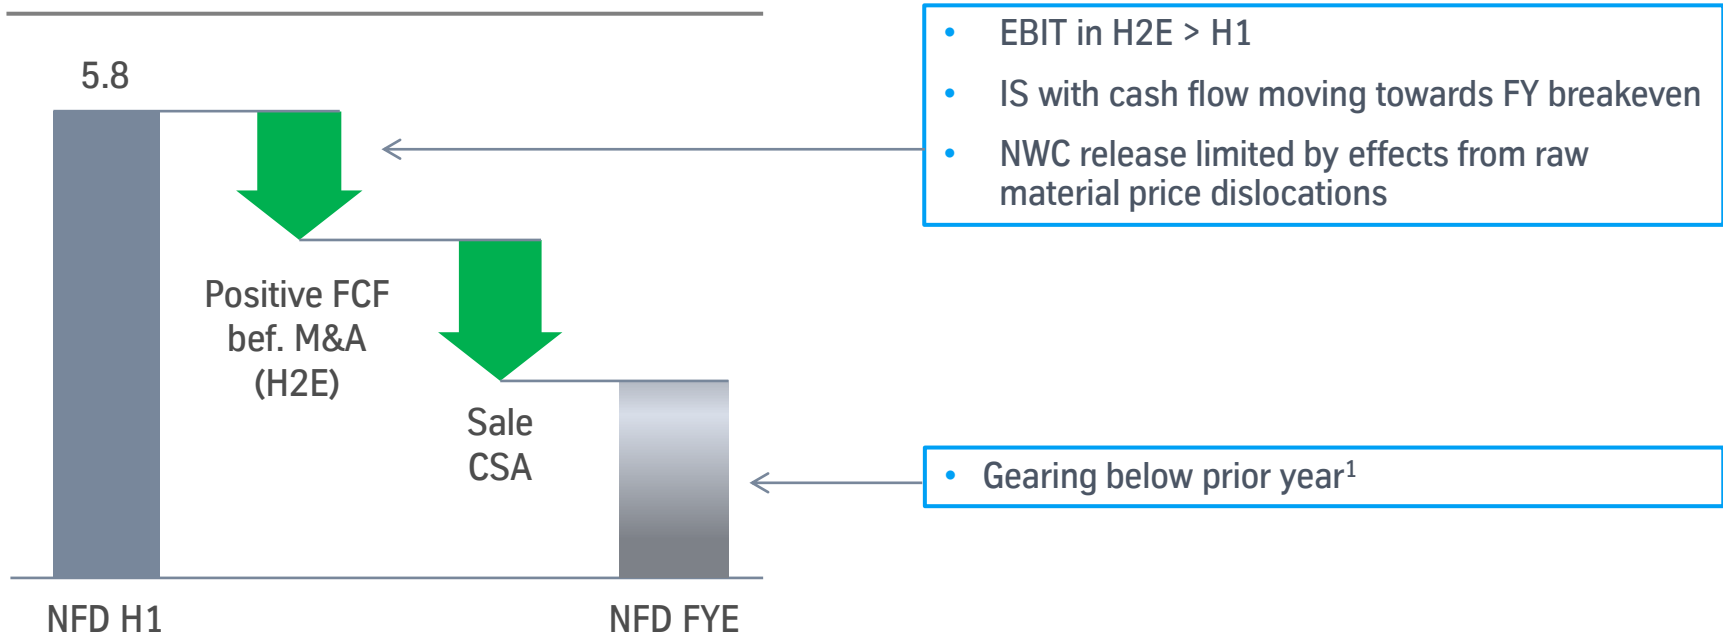 5.8
Positive FCF
bef. M&A
(H2E)
Sale
CSA
NFD H1
NFD FYE
• EBIT in H2E > H1
• IS with cash flow moving towards FY breakeven
• NWC release limited by effects from raw
material price dislocations
• Gearing below prior year¹